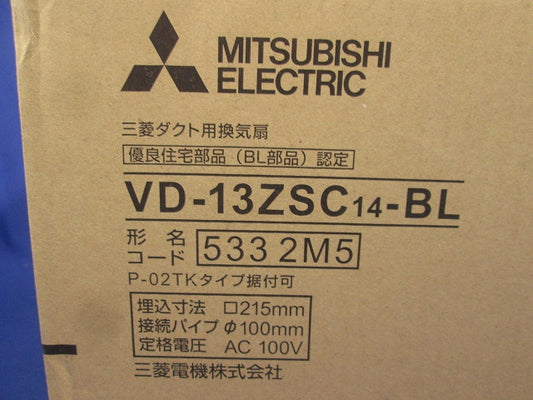 MITSUBISHI
ELECTRIC
三菱ダクト用換気扇
優良住宅部品(BL部品)認定
VD-13ZSC14-BL
形名
コード 533 2M5
P-02TKタイプ据付可
埋込寸法 □215mm
接続パイプ φ100mm
定格電圧 AC 100V
三菱電機株式会社